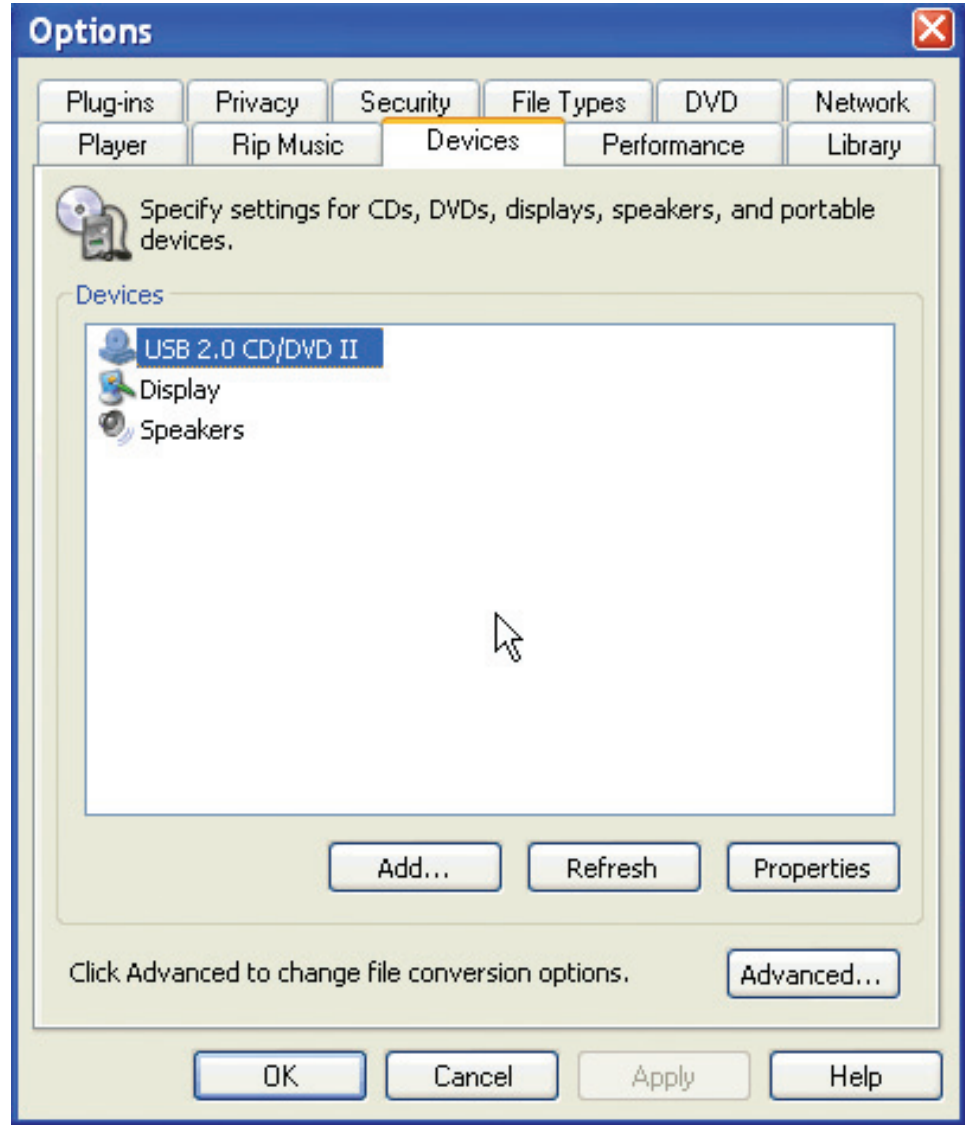 Options
Plug-ins Privacy Security File Types DVD Network
Player Rip Music Devices Performance Library
Specify settings for CDs, DVDs, displays, speakers, and portable
devices.
Devices
USB 2.0 CD/DVD II
Display
Speakers
Add... Refresh Properties
Click Advanced to change file conversion options. Advanced...
OK Cancel Apply Help